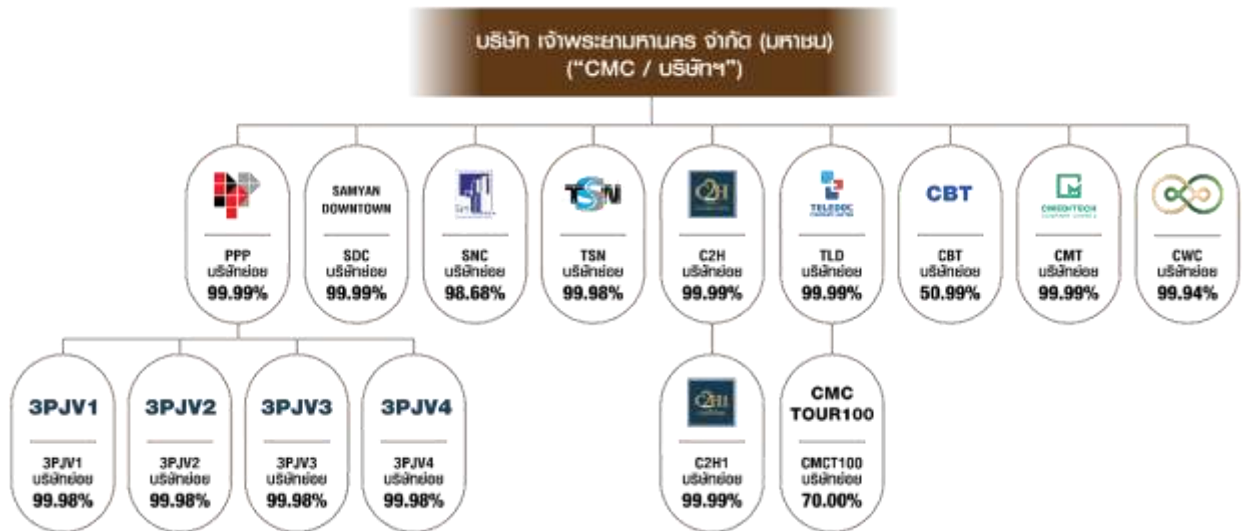 บริษัท เจ้าพระยามหานคร จำกัด (มหาชน)
("CMC / บริษัทฯ")
PPP
บริษัทย่อย
99.99%
SAMYAN
DOWNTOWN
SDC
บริษัทย่อย
99.99%
SNC
บริษัทย่อย
98.68%
TSN
TSN
บริษัทย่อย
99.98%
C2H
C2H
บริษัทย่อย
99.99%
TELEDOC
TLD
บริษัทย่อย
99.99%
CBT
CBT
บริษัทย่อย
50.99%
CMEDITECH
CMT
บริษัทย่อย
99.99%
CWC
บริษัทย่อย
99.94%
3PJV1
3PJV1
บริษัทย่อย
99.98%
3PJV2
3PJV2
บริษัทย่อย
99.98%
3PJV3
3PJV3
บริษัทย่อย
99.98%
3PJV4
3PJV4
บริษัทย่อย
99.98%
C2H1
C2H1
บริษัทย่อย
99.99%
CMC
TOUR100
CMCT100
บริษัทย่อย
70.00%